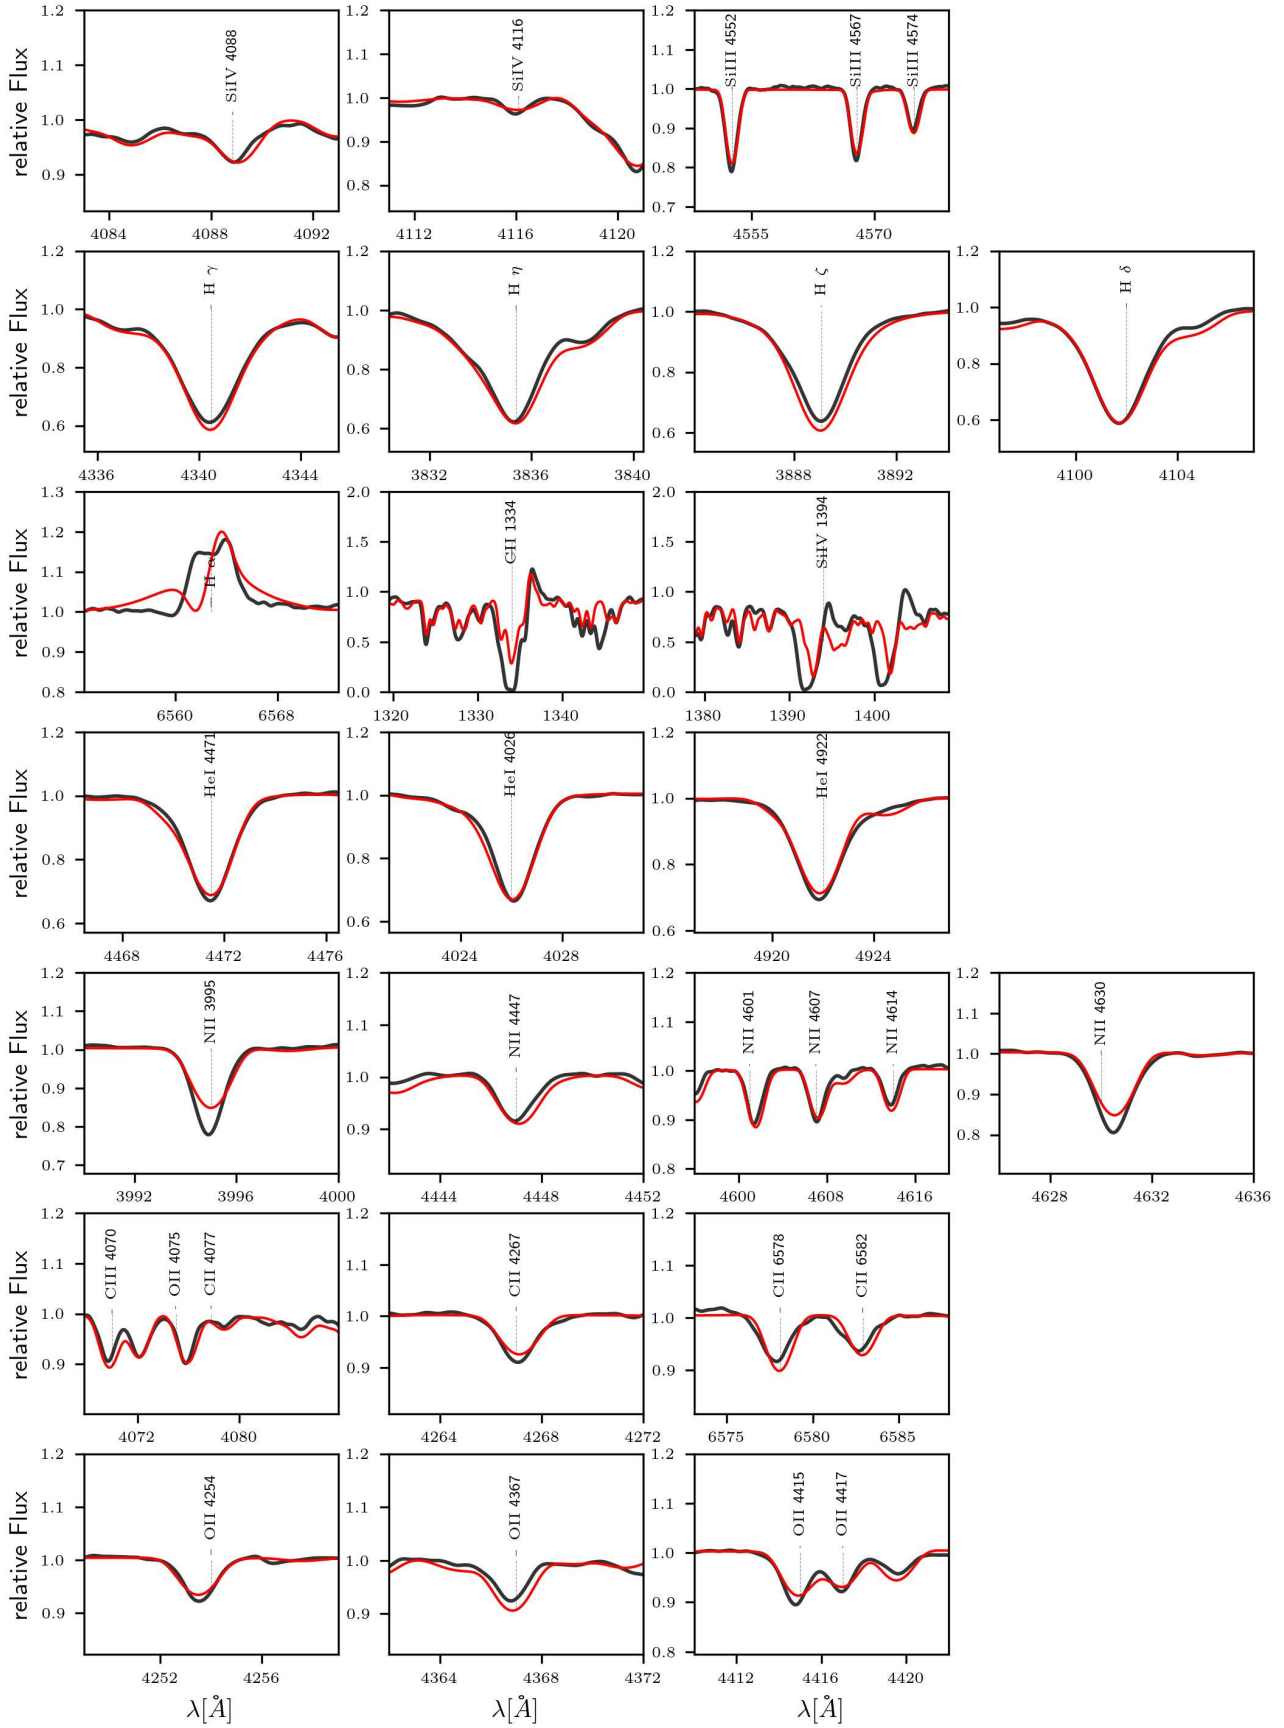 relative Flux
1.2 1.1 1.0 0.9
SiIV 4088
4084 4088 4092
1.2 1.1 1.0 0.9 0.8
SiIV 4116
4112 4116 4120
1.2 1.1 1.0 0.9 0.8 0.7
SiIII 4552 SiIII 4567 SiIII 4574
4555 4570
relative Flux
1.2 1.0 0.8 0.6
H γ
4336 4340 4344
1.2 1.0 0.8 0.6
H η
3832 3836 3840
1.2 1.0 0.8 0.6
H ζ
3888 3892
1.2 1.0 0.8 0.6
H δ
4100 4104
relative Flux
1.3 1.2 1.1 1.0 0.9 0.8
H α
6560 6568
2.0 1.5 1.0 0.5 0.0
CII 1334
1320 1330 1340
2.0 1.5 1.0 0.5 0.0
SiIV 1394
1380 1390 1400
relative Flux
1.2 1.0 0.8 0.6
HeI 4471
4468 4472 4476
1.2 1.0 0.8 0.6
HeI 4026
4024 4028
1.2 1.0 0.8 0.6
HeI 4922
4920 4924
relative Flux
1.2 1.1 1.0 0.9 0.8 0.7
NII 3995
3992 3996 4000
1.2 1.1 1.0 0.9
NII 4447
4444 4448 4452
1.2 1.1 1.0 0.9 0.8
NII 4601 NII 4607 NII 4614
4600 4608 4616
1.2 1.1 1.0 0.9 0.8
NII 4630
4628 4632 4636
relative Flux
1.2 1.1 1.0 0.9
CIII 4070 OII 4075 CII 4077
4072 4080
1.2 1.1 1.0 0.9
CII 4267
4264 4268 4272
1.2 1.1 1.0 0.9
CII 6578 CII 6582
6575 6580 6585
relative Flux
1.2 1.1 1.0 0.9
OII 4254
4252 4256
λ[Å]
1.2 1.1 1.0 0.9
OII 4367
4364 4368 4372
λ[Å]
1.2 1.1 1.0 0.9 0.8
OII 4415 OII 4417
4412 4416 4420
λ[Å]